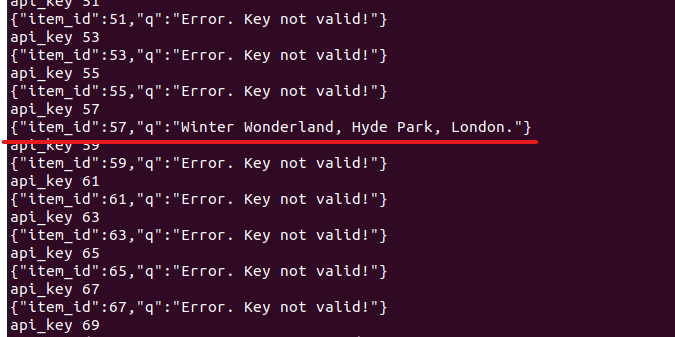 api_key 51
{"item_id":51,"q":"Error. Key not valid!"}
api_key 53
{"item_id":53,"q":"Error. Key not valid!"}
api_key 55
{"item_id":55,"q":"Error. Key not valid!"}
api_key 57
{"item_id":57,"q":"Winter Wonderland, Hyde Park, London."}
api_key 59
{"item_id":59,"q":"Error. Key not valid!"}
api_key 61
{"item_id":61,"q":"Error. Key not valid!"}
api_key 63
{"item_id":63,"q":"Error. Key not valid!"}
api_key 65
{"item_id":65,"q":"Error. Key not valid!"}
api_key 67
{"item_id":67,"q":"Error. Key not valid!"}
api_key 69